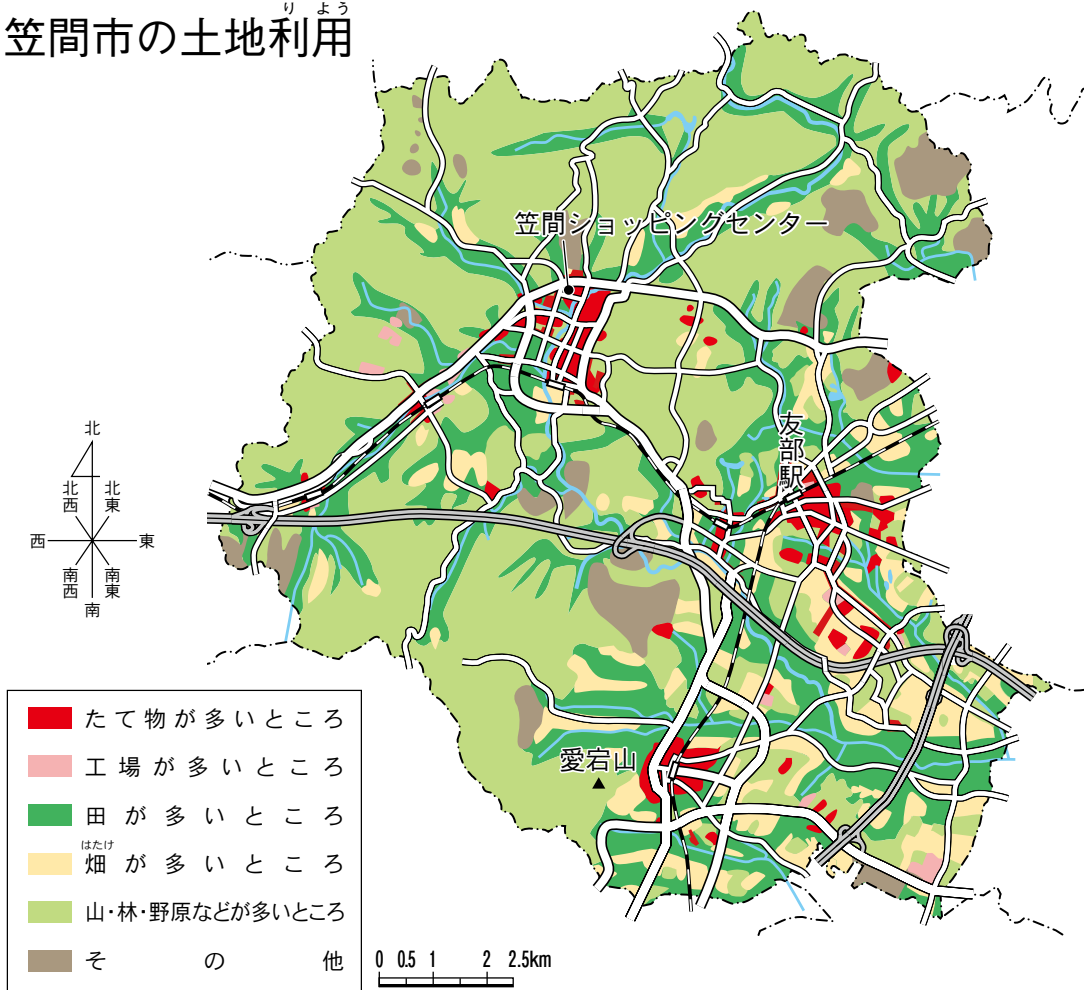 りよう
笠間市の土地利用
笠間ショッピングセンター
友部駅
愛宕山
北
北西
北東
西
東
南西
南東
南
たて物が多いところ
工場が多いところ
田が多いところ
はたけ
畑が多いところ
山・林・野原などが多いところ
その他
0 0.5 1 2 2.5km